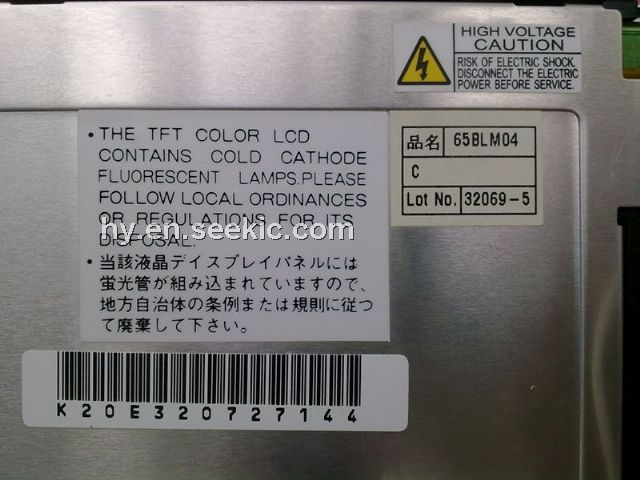 HIGH VOLTAGE
CAUTION
RISK OF ELECTRIC SHOCK.
DISCONNECT THE ELECTRIC
POWER BEFORE SERVICE.
• THE TFT COLOR LCD
CONTAINS COLD CATHODE
FLUORESCENT LAMPS.PLEASE
FOLLOW LOCAL ORDINANCES
OR REGULATIONS FOR ITS
DISPOSAL.
• 当該液晶ディスプレイパネルには
蛍光管が組み込まれていますので、
地方自治体の条例または規則に従っ
て廃棄して下さい。
品名 65BLM04
C
Lot No. 32069-5
hy.en.seekic.com
K20E320727144